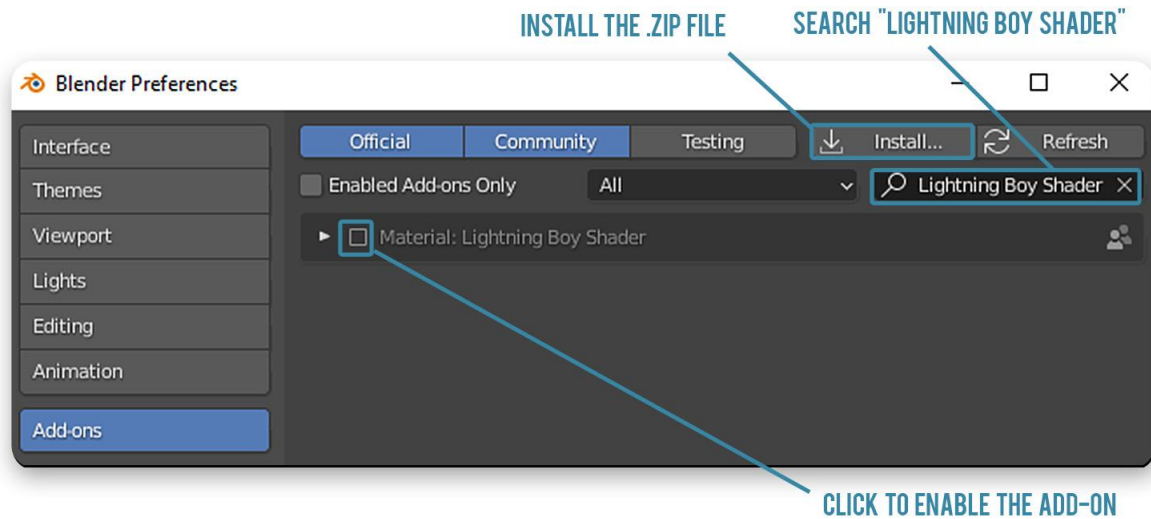 INSTALL THE .ZIP FILE
SEARCH "LIGHTNING BOY SHADER"
Blender Preferences
Interface
Themes
Viewport
Lights
Editing
Animation
Add-ons
Official
Community
Testing
Install...
Refresh
Enabled Add-ons Only
All
Lightning Boy Shader
Material: Lightning Boy Shader
CLICK TO ENABLE THE ADD-ON